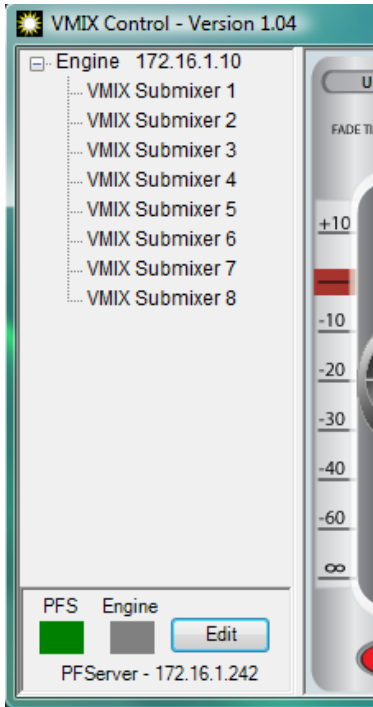 VMIX Control - Version 1.04
Engine 172.16.1.10
VMIX Submixer 1
VMIX Submixer 2
VMIX Submixer 3
VMIX Submixer 4
VMIX Submixer 5
VMIX Submixer 6
VMIX Submixer 7
VMIX Submixer 8
U
FADE TI
+10
-10
-20
-30
-40
-60
∞
PFS Engine
Edit
PFServer - 172.16.1.242